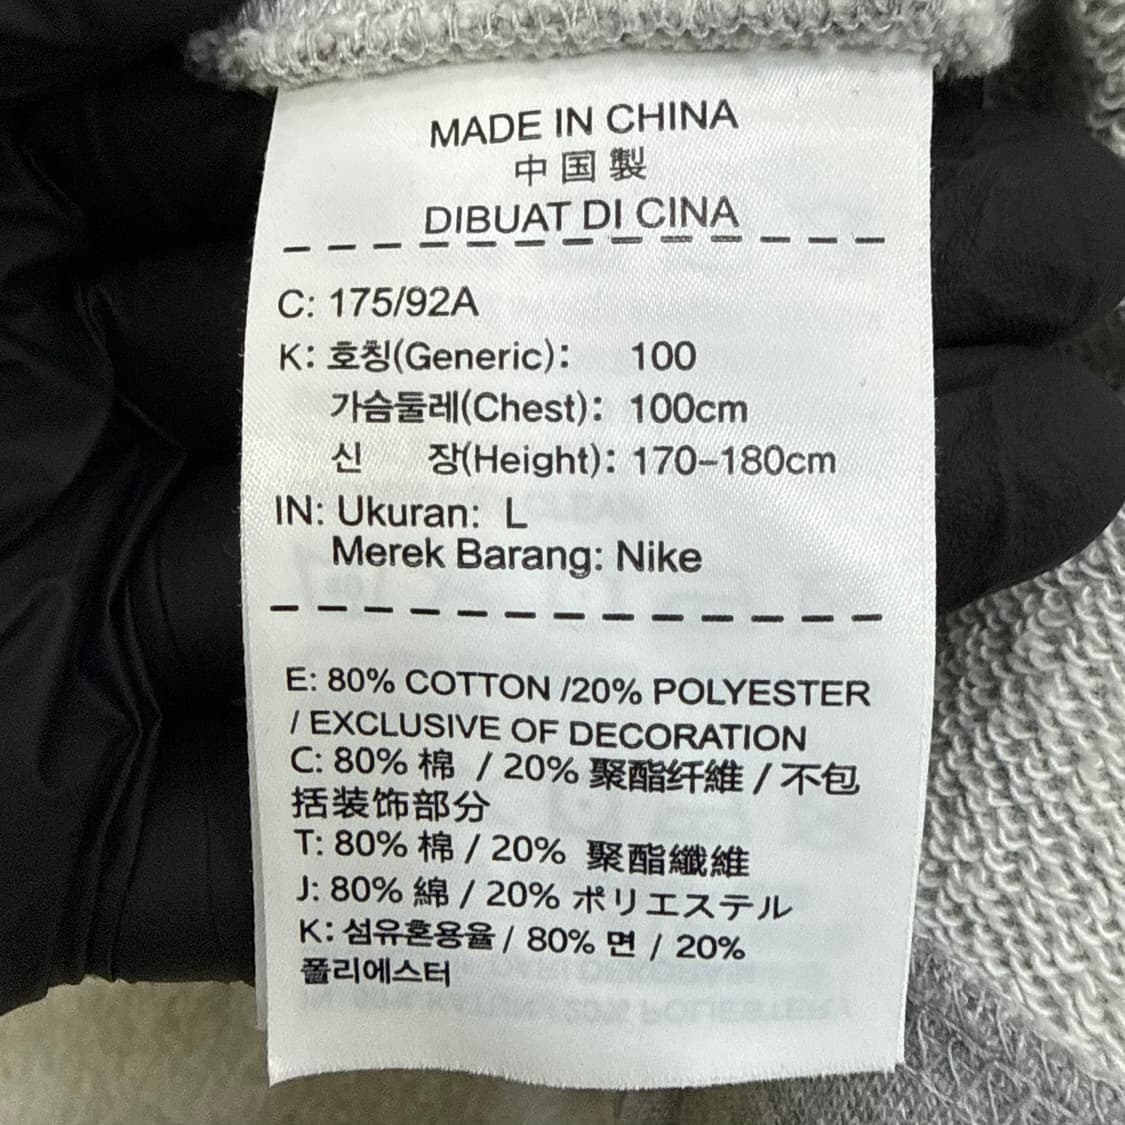 MADE IN CHINA
中国製
DIBUAT DI CINA
C: 175/92A
K: 호칭(Generic): 100
가슴둘레(Chest): 100cm
신 장(Height): 170-180cm
IN: Ukuran: L
Merek Barang: Nike
E: 80% COTTON /20% POLYESTER
/ EXCLUSIVE OF DECORATION
C: 80% 棉 / 20% 聚酯纤維 / 不包
括装饰部分
T: 80% 棉 / 20% 聚酯纖維
J: 80% 綿 / 20% ポリエステル
K: 섬유혼용율 / 80% 면 / 20%
폴리에스터